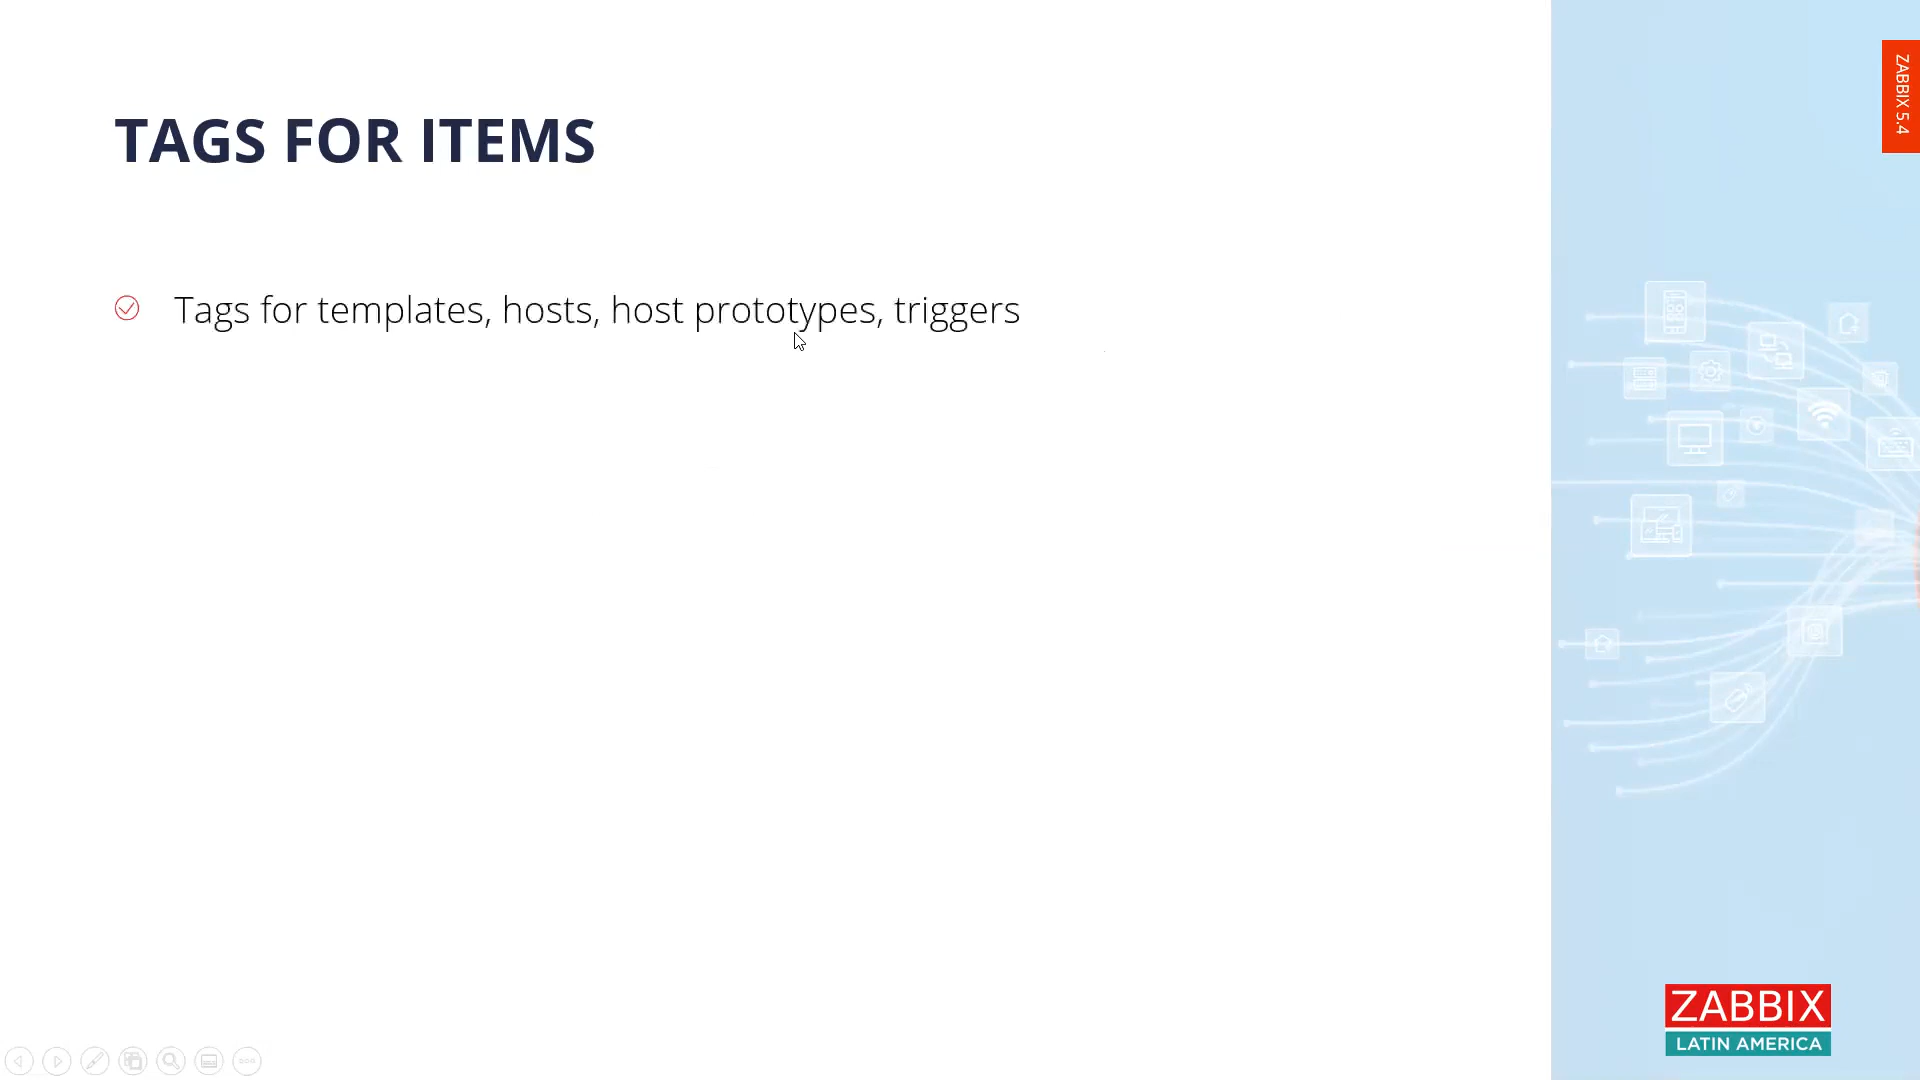 ZABBIX 5.4
TAGS FOR ITEMS
Tags for templates, hosts, host prototypes, triggers
ZABBIX
LATIN AMERICA